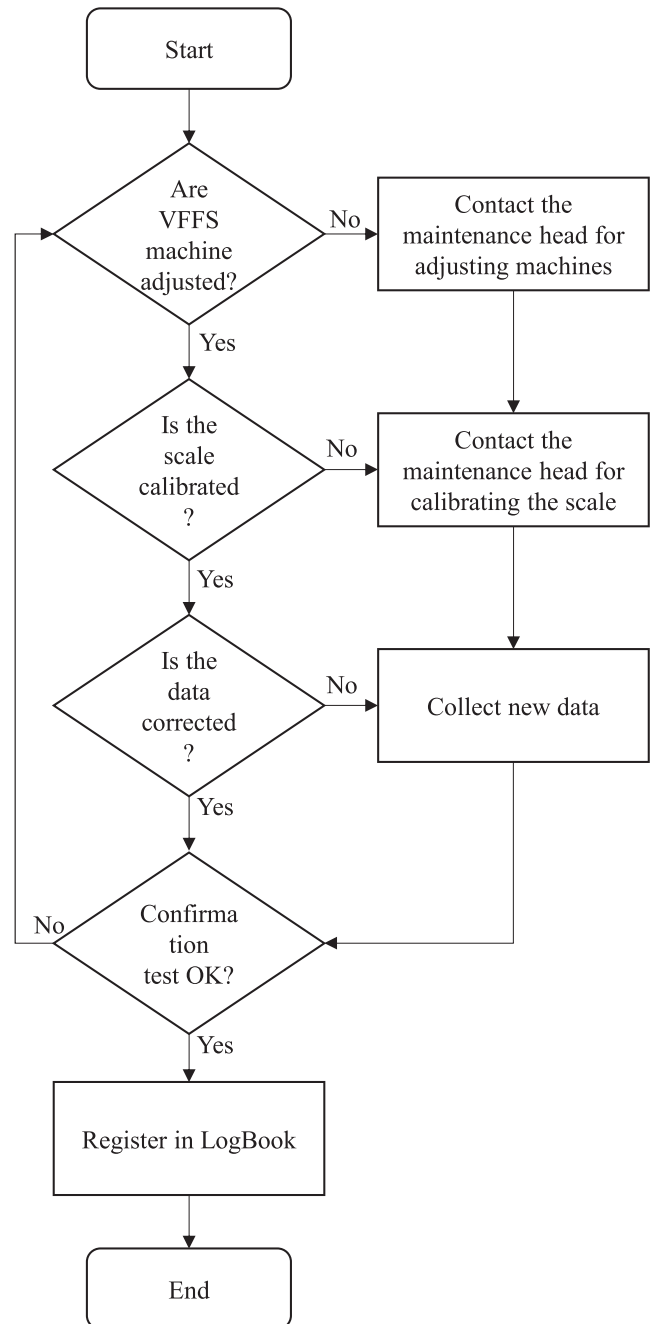 Start
Are
VFFS
machine
adjusted?
No
Contact the
maintenance head for
adjusting machines
Yes
Is the
scale
calibrated
?
No
Contact the
maintenance head for
calibrating the scale
Yes
Is the
data
corrected
?
No
Collect new data
Yes
No
Confirma
tion
test OK?
Yes
Register in LogBook
End